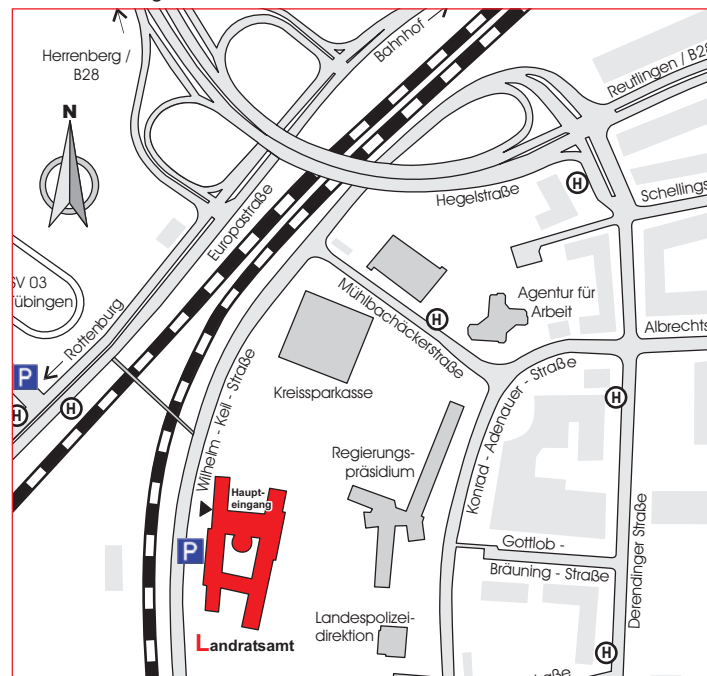 Herrenberg /
B28
Bahnhof
Reutlingen / B28
N
Hegelstraße
Schellings
Europastraße
SV 03
Tübingen
Rottenburg
Mühlbachäckerstraße
Agentur für
Arbeit
Albrechts
Kreissparkasse
Wilhelm - Keil - Straße
Konrad - Adenauer - Straße
Regierungs-
präsidium
Haupt-
eingang
Gottlob -
Bräuning - Straße
Derendinger Straße
Landespolizei-
direktion
Landratsamt
H
H
H
H
H
H
P
P